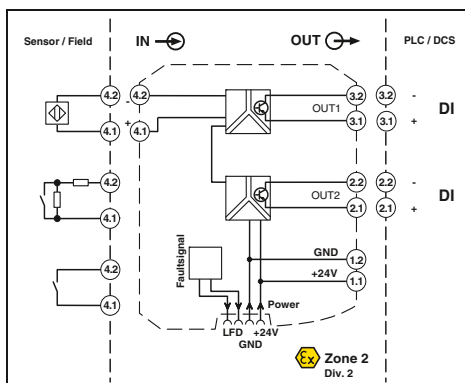 Sensor / Field IN OUT PLC / DCS
4.2 - 4.2 3.2 3.2 -
OUT1 DI
4.1 + 4.1 3.1 3.1 +
4.2 2.2 2.2 -
OUT2 DI
4.1 2.1 2.1 +
Faultsignal
GND 1.2
4.2
+24V 1.1
4.1
Power
LFD +24V
GND
Ex Zone 2
Div. 2